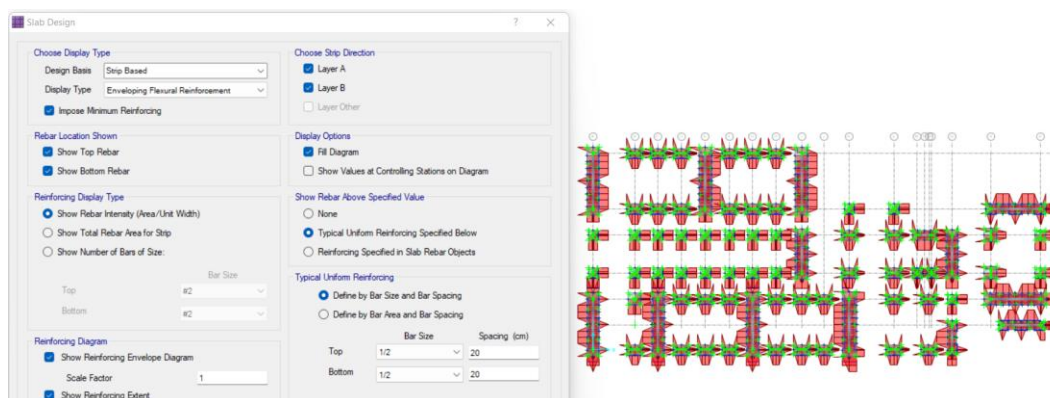 Slab Design
?
Choose Display Type
Design Basis Strip Based
Display Type Enveloping Flexural Reinforcement
Impose Minimum Reinforcing
Rebar Location Shown
Show Top Rebar
Show Bottom Rebar
Reinforcing Display Type
Show Rebar Intensity (Area/Unit Width)
Show Total Rebar Area for Strip
Show Number of Bars of Size:
Bar Size
Top #2
Bottom #2
Reinforcing Diagram
Show Reinforcing Envelope Diagram
Scale Factor 1
Show Reinforcing Extent
Choose Strip Direction
Layer A
Layer B
Layer Other
Display Options
Fill Diagram
Show Values at Controlling Stations on Diagram
Show Rebar Above Specified Value
None
Typical Uniform Reinforcing Specified Below
Reinforcing Specified in Slab Rebar Objects
Typical Uniform Reinforcing
Define by Bar Size and Bar Spacing
Define by Bar Area and Bar Spacing
Bar Size Spacing (cm)
Top 1/2 20
Bottom 1/2 20